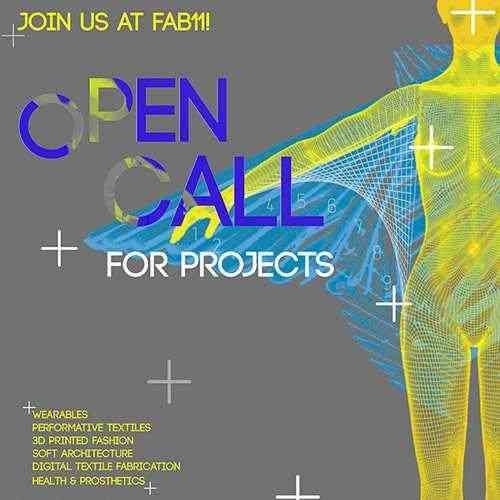 JOIN US AT FAB11!
OPEN
CALL
FOR PROJECTS
WEARABLES
PERFORMATIVE TEXTILES
3D PRINTED FASHION
SOFT ARCHITECTURE
DIGITAL TEXTILE FABRICATION
HEALTH & PROSTHETICS